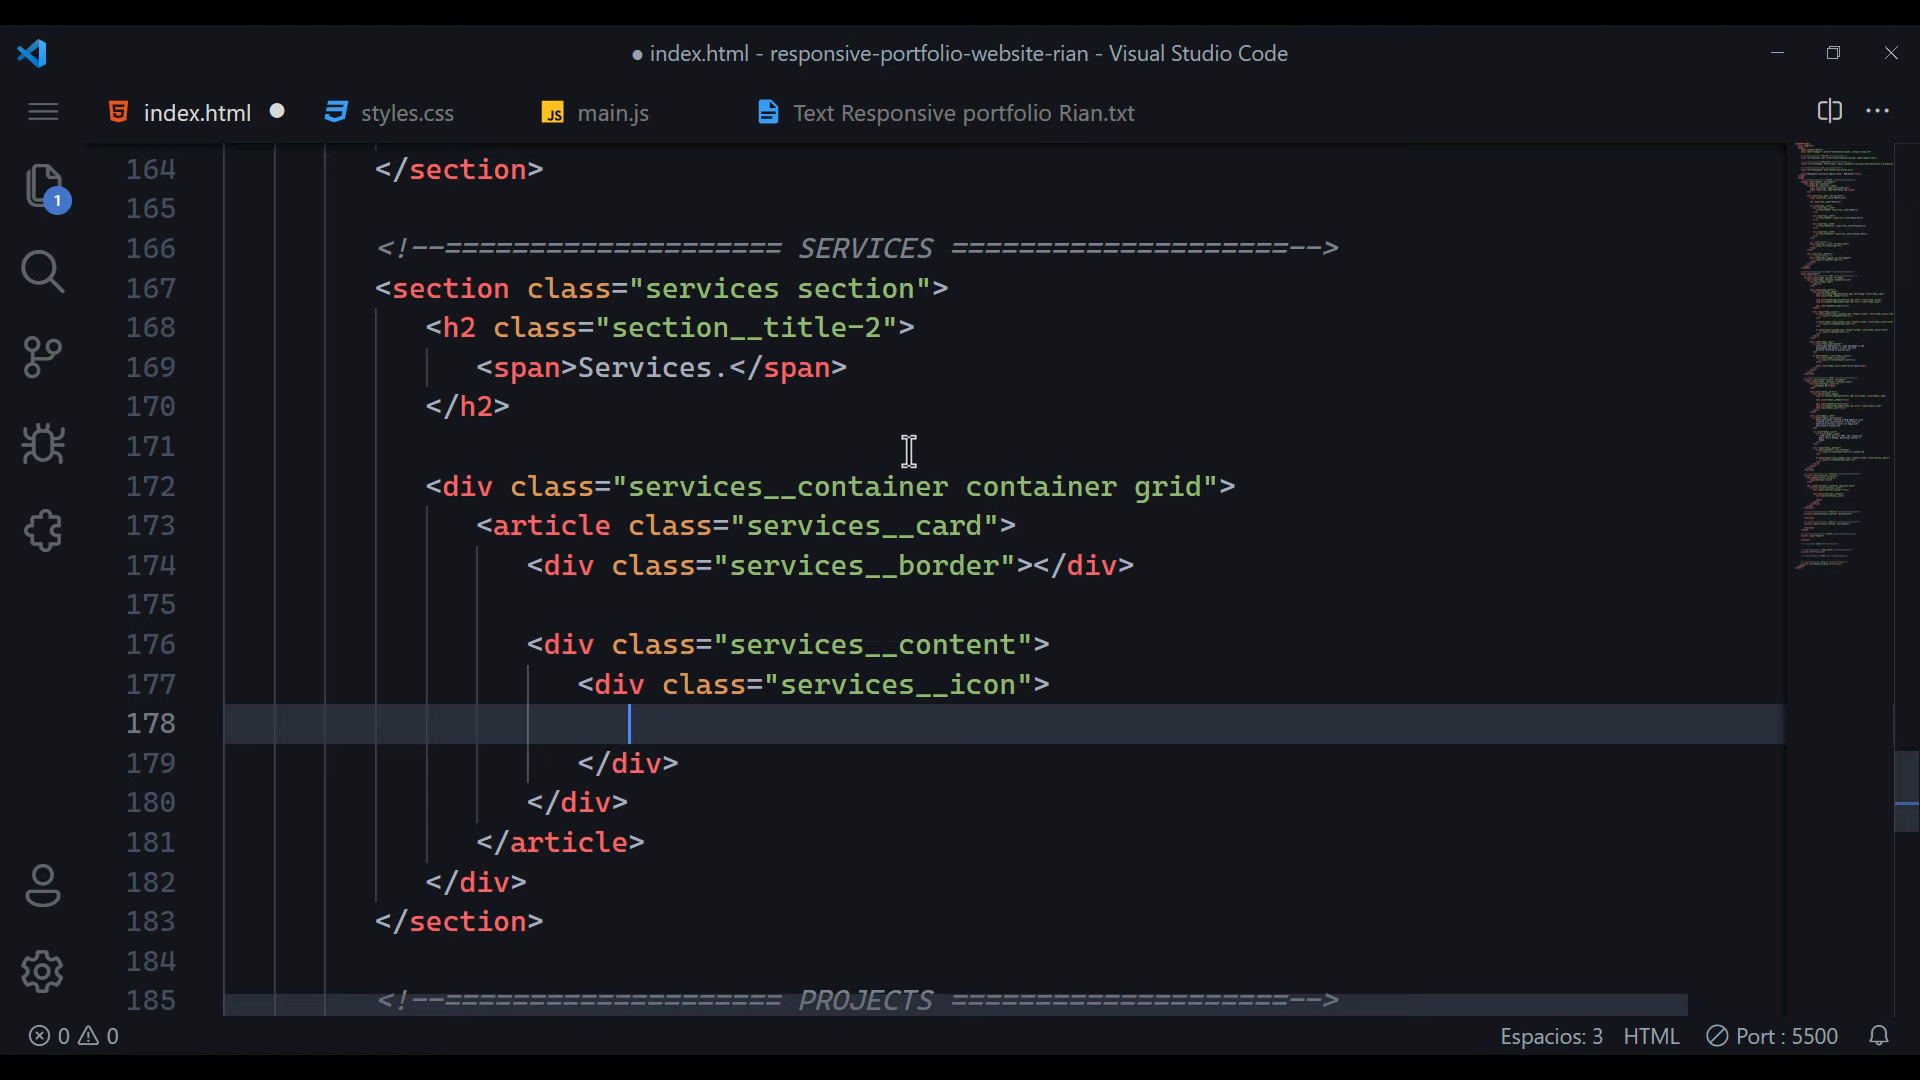 ● index.html - responsive-portfolio-website-rian - Visual Studio Code
index.html ●
styles.css
JS main.js
Text Responsive portfolio Rian.txt
1
164 </section>
165
166 <!--==================== SERVICES ====================-->
167 <section class="services section">
168 <h2 class="section__title-2">
169 <span>Services.</span>
170 </h2>
171
172 <div class="services__container container grid">
173 <article class="services__card">
174 <div class="services__border"></div>
175
176 <div class="services__content">
177 <div class="services__icon">
178
179 </div>
180 </div>
181 </article>
182 </div>
183 </section>
184
185 <!--==================== PROJECTS ====================-->
0 0 Espacios: 3 HTML Port : 5500